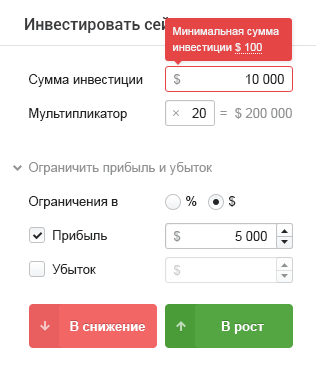 Инвестировать сей
Минимальная сумма
инвестиции $ 100
Сумма инвестиции $ 10 000
Мультипликатор × 20 = $ 200 000
Ограничить прибыль и убыток
Ограничения в % $
Прибыль $ 5 000
Убыток $
В снижение В рост